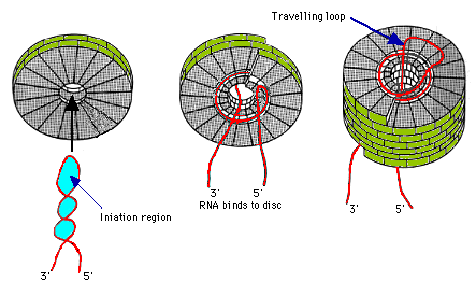 Travelling loop
Iniation region
3'
5'
3'
5'
RNA binds to disc
3'
5'